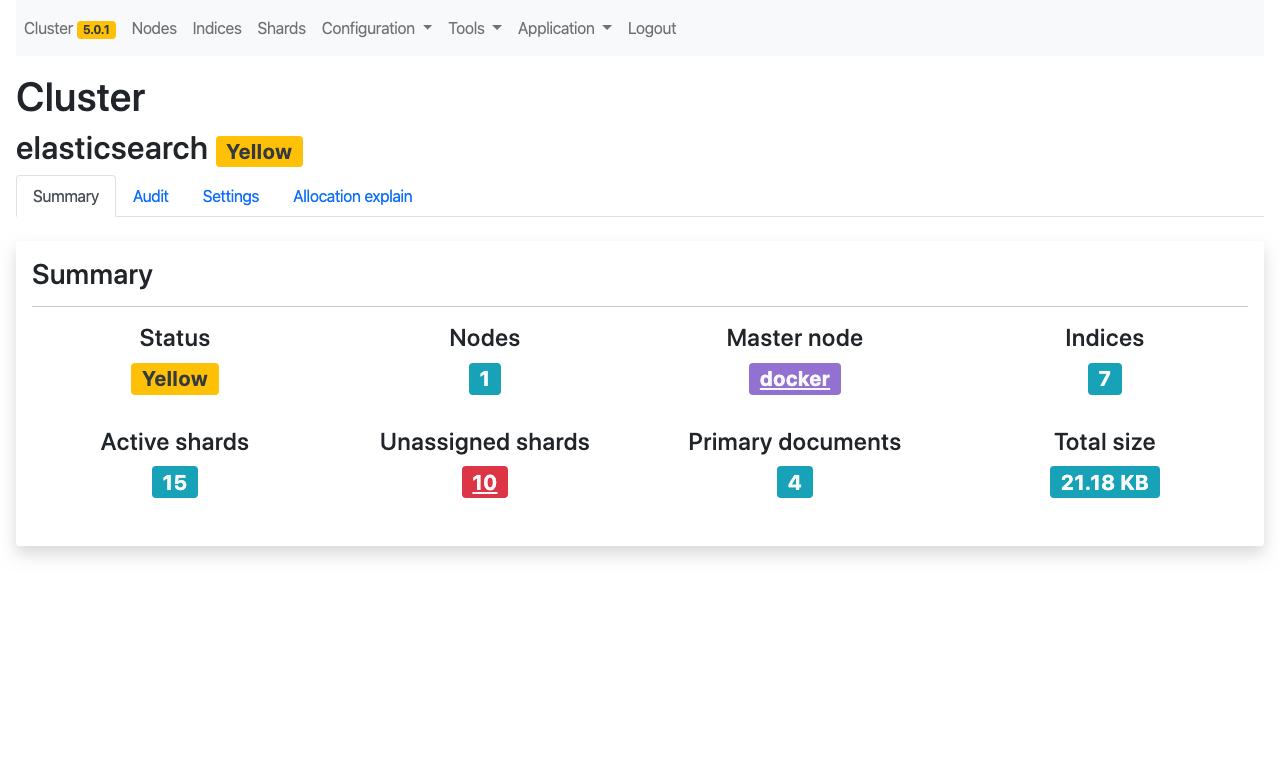 Cluster 5.0.1 Nodes Indices Shards Configuration Tools Application Logout
Cluster
elasticsearch Yellow
Summary Audit Settings Allocation explain
Summary
Status Nodes Master node Indices
Yellow 1 docker 7
Active shards Unassigned shards Primary documents Total size
15 10 4 21.18 KB